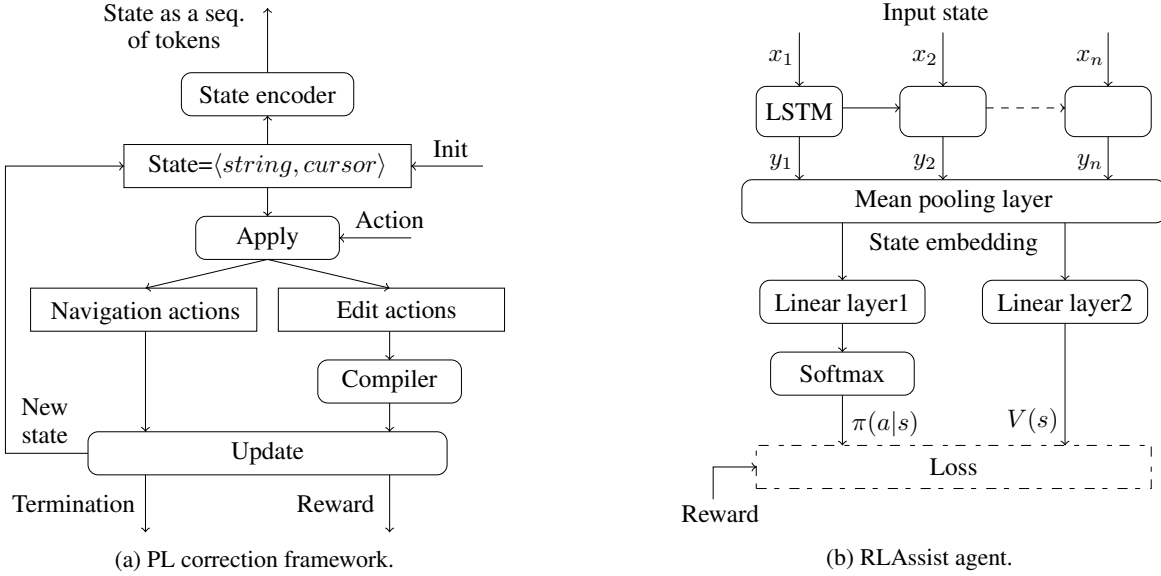 State as a seq.
of tokens
State encoder
State=⟨string, cursor⟩
Init
Apply
Action
Navigation actions
Edit actions
Compiler
New
state
Update
Termination
Reward
(a) PL correction framework.
Input state
x₁
x₂
xₙ
LSTM
y₁
y₂
yₙ
Mean pooling layer
State embedding
Linear layer1
Linear layer2
Softmax
π(a|s)
V(s)
Loss
Reward
(b) RLAssist agent.